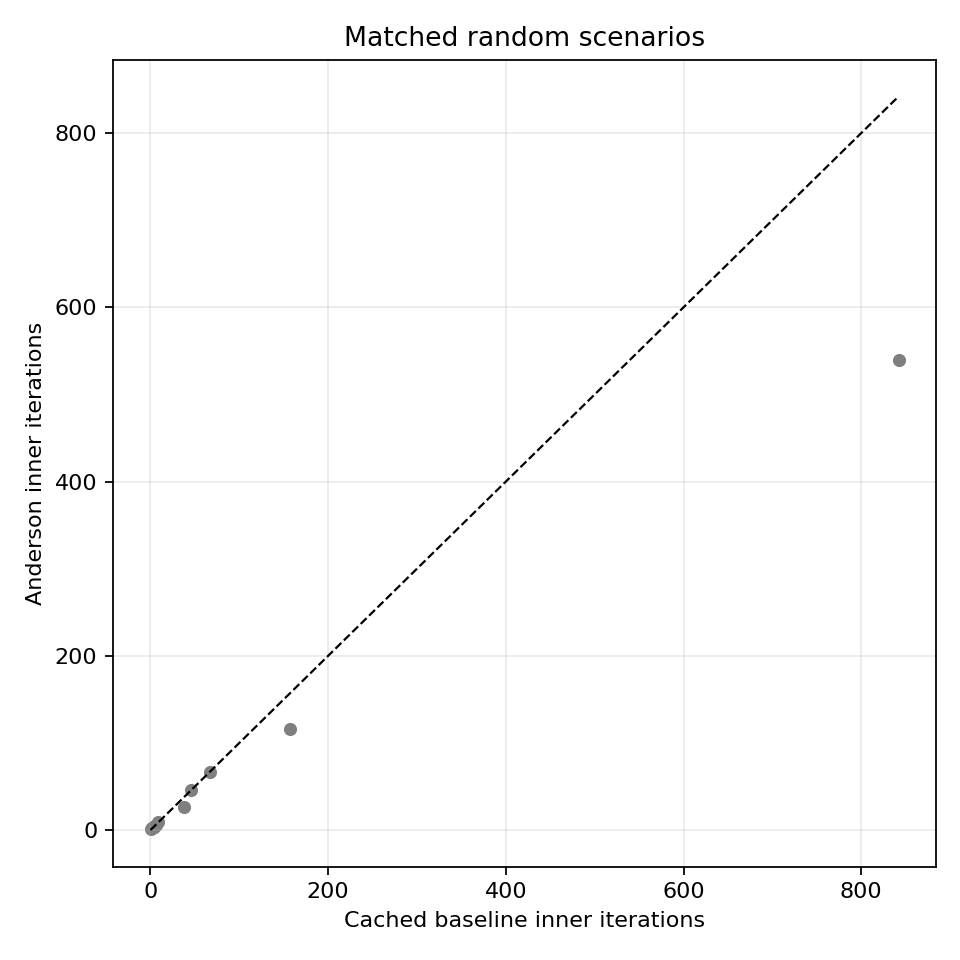 Matched random scenarios
800
600
400
200
0
Anderson inner iterations
0 200 400 600 800
Cached baseline inner iterations